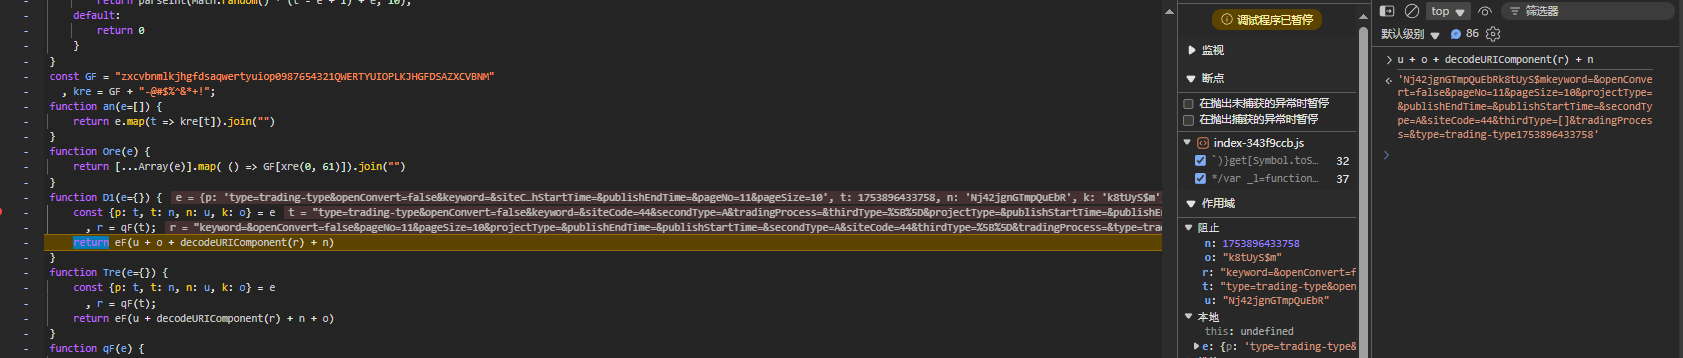 return parseInt(Math.random() * (t - e + 1) + e, 10);
default:
return 0
}
}
const GF = "zxcvbnmlkjhgfdsaqwertyuiop0987654321QWERTYUIOPLKJHGFDSAZXCVBNM"
, kre = GF + "-@#$%^&*+!";
function an(e=[]) {
return e.map(t => kre[t]).join("")
}
function Ore(e) {
return [...Array(e)].map( () => GF[xre(0, 61)]).join("")
}
function D1(e={}) { e = {p: 'type=trading-type&openConvert=false&keyword=&siteC…hStartTime=&publishEndTime=&pageNo=11&pageSize=10', t: 1753896433758, n: 'Nj42jgnGTmpQuEbR', k: 'k8tUyS$m'
const {p: t, t: n, n: u, k: o} = e t = "type=trading-type&openConvert=false&keyword=&siteCode=44&secondType=A&tradingProcess=&thirdType=%5B%5D&projectType=&publishStartTime=&publishEn
, r = qF(t); r = "keyword=&openConvert=false&pageNo=11&pageSize=10&projectType=&publishEndTime=&publishStartTime=&secondType=A&siteCode=44&thirdType=%5B%5D&tradingProcess=&type=tra
return eF(u + o + decodeURIComponent(r) + n)
}
function Tre(e={}) {
const {p: t, t: n, n: u, k: o} = e
, r = qF(t);
return eF(u + decodeURIComponent(r) + n + o)
}
function qF(e) {
调试程序已暂停
监视
断点
在抛出未捕获的异常时暂停
在抛出捕获的异常时暂停
index-343f9ccb.js
`)}get[Symbol.toS… 32
*/var _l=function… 37
作用域
阻止
n: 1753896433758
o: "k8tUyS$m"
r: "keyword=&openConvert=f
t: "type=trading-type&open
u: "Nj42jgnGTmpQuEbR"
本地
this: undefined
e: {p: 'type=trading-type&
top 筛选器
默认级别 86
u + o + decodeURIComponent(r) + n
'Nj42jgnGTmpQuEbRk8tUyS$mkeyword=&openConve
rt=false&pageNo=11&pageSize=10&projectType=
&publishEndTime=&publishStartTime=&secondTy
pe=A&siteCode=44&thirdType=[]&tradingProces
s=&type=trading-type1753896433758'